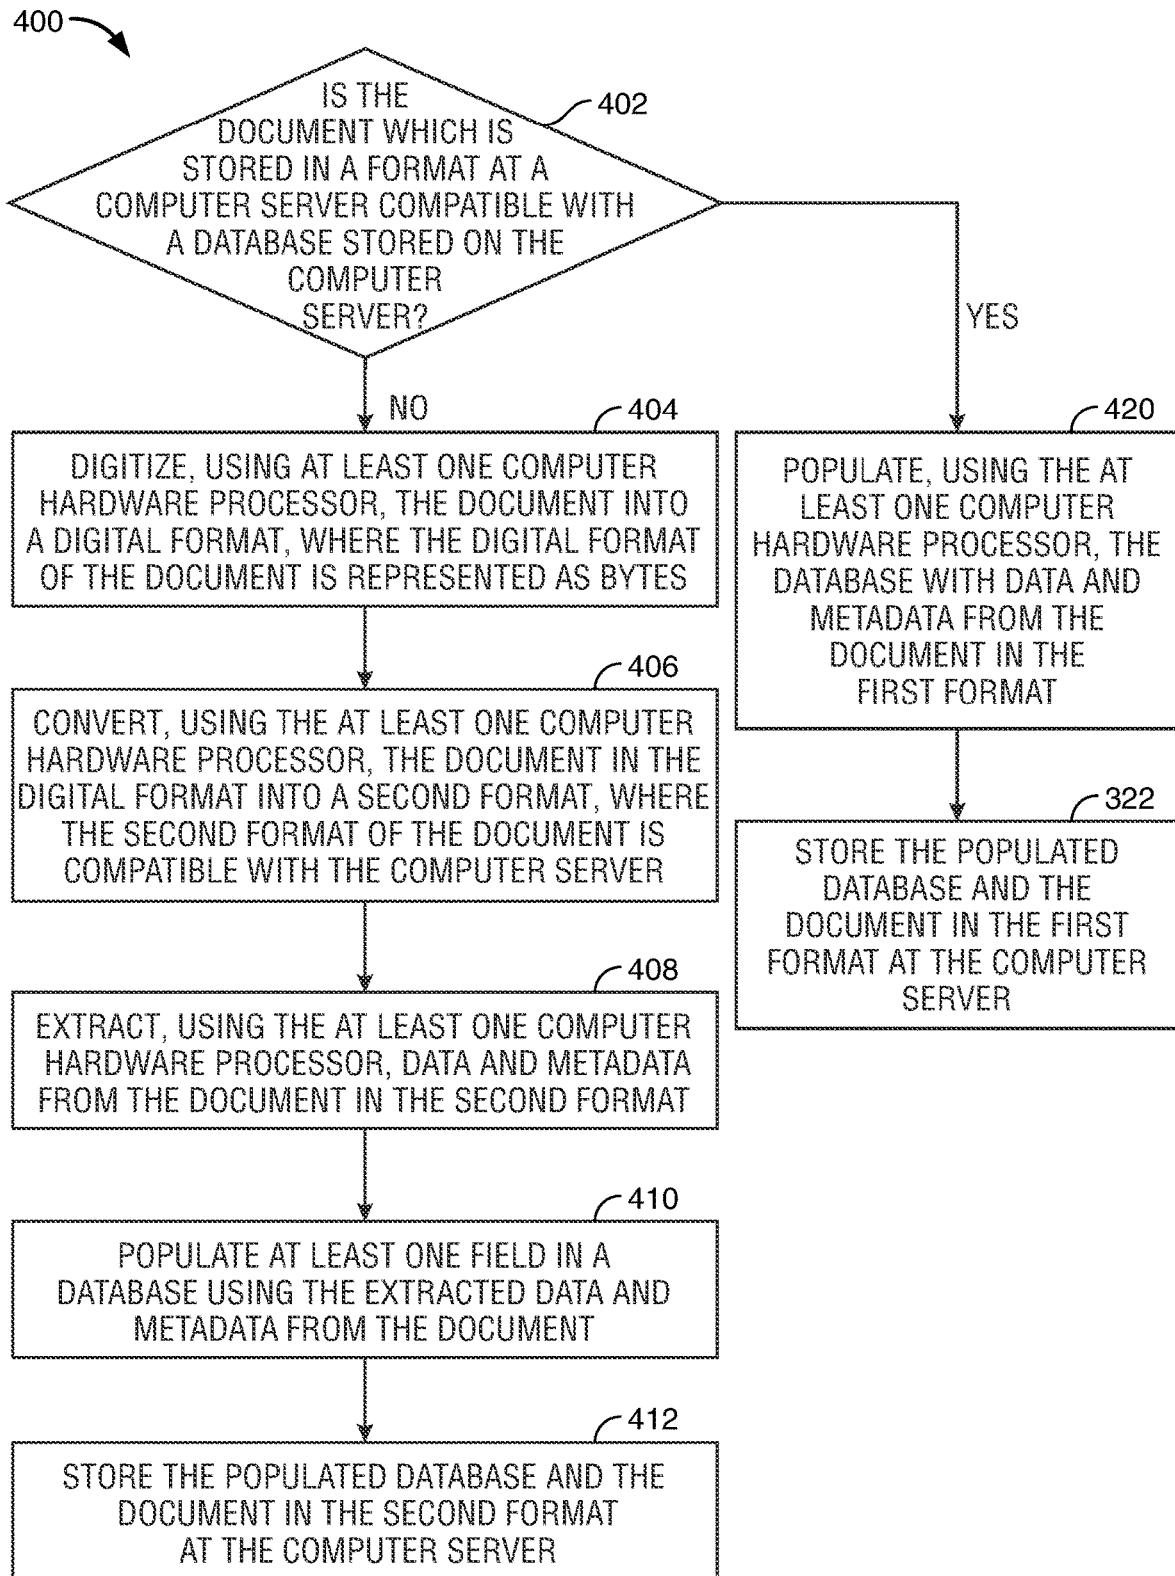 400
IS THE
DOCUMENT WHICH IS
STORED IN A FORMAT AT A
COMPUTER SERVER COMPATIBLE WITH
A DATABASE STORED ON THE
COMPUTER
SERVER?
402
YES
NO
404
DIGITIZE, USING AT LEAST ONE COMPUTER
HARDWARE PROCESSOR, THE DOCUMENT INTO
A DIGITAL FORMAT, WHERE THE DIGITAL FORMAT
OF THE DOCUMENT IS REPRESENTED AS BYTES
406
CONVERT, USING THE AT LEAST ONE COMPUTER
HARDWARE PROCESSOR, THE DOCUMENT IN THE
DIGITAL FORMAT INTO A SECOND FORMAT, WHERE
THE SECOND FORMAT OF THE DOCUMENT IS
COMPATIBLE WITH THE COMPUTER SERVER
408
EXTRACT, USING THE AT LEAST ONE COMPUTER
HARDWARE PROCESSOR, DATA AND METADATA
FROM THE DOCUMENT IN THE SECOND FORMAT
410
POPULATE AT LEAST ONE FIELD IN A
DATABASE USING THE EXTRACTED DATA AND
METADATA FROM THE DOCUMENT
412
STORE THE POPULATED DATABASE AND THE
DOCUMENT IN THE SECOND FORMAT
AT THE COMPUTER SERVER
420
POPULATE, USING THE AT
LEAST ONE COMPUTER
HARDWARE PROCESSOR, THE
DATABASE WITH DATA AND
METADATA FROM THE
DOCUMENT IN THE
FIRST FORMAT
322
STORE THE POPULATED
DATABASE AND THE
DOCUMENT IN THE FIRST
FORMAT AT THE COMPUTER
SERVER